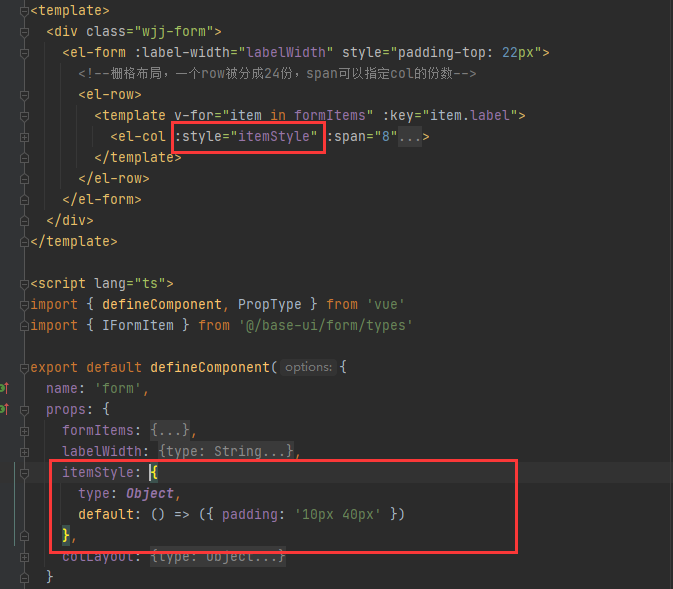 <template>
<div class="wjj-form">
<el-form :label-width="labelWidth" style="padding-top: 22px">
<!--栅格布局，一个row被分成24份，span可以指定col的份数-->
<el-row>
<template v-for="item in formItems" :key="item.label">
<el-col :style="itemStyle" :span="8"...>
</template>
</el-row>
</el-form>
</div>
</template>
<script lang="ts">
import { defineComponent, PropType } from 'vue'
import { IFormItem } from '@/base-ui/form/types'
export default defineComponent( options: {
name: 'form',
props: {
formItems: {...},
labelWidth: {type: String...},
itemStyle: {
type: Object,
default: () => ({ padding: '10px 40px' })
},
colLayout: {type: Object...}
}